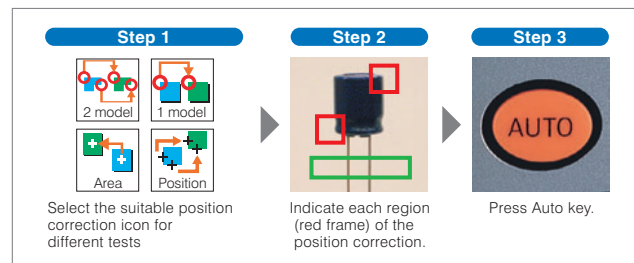 Step 1
2 model
1 model
Area
Position
Select the suitable position
correction icon for
different tests
Step 2
Indicate each region
(red frame) of the
position correction.
Step 3
AUTO
Press Auto key.